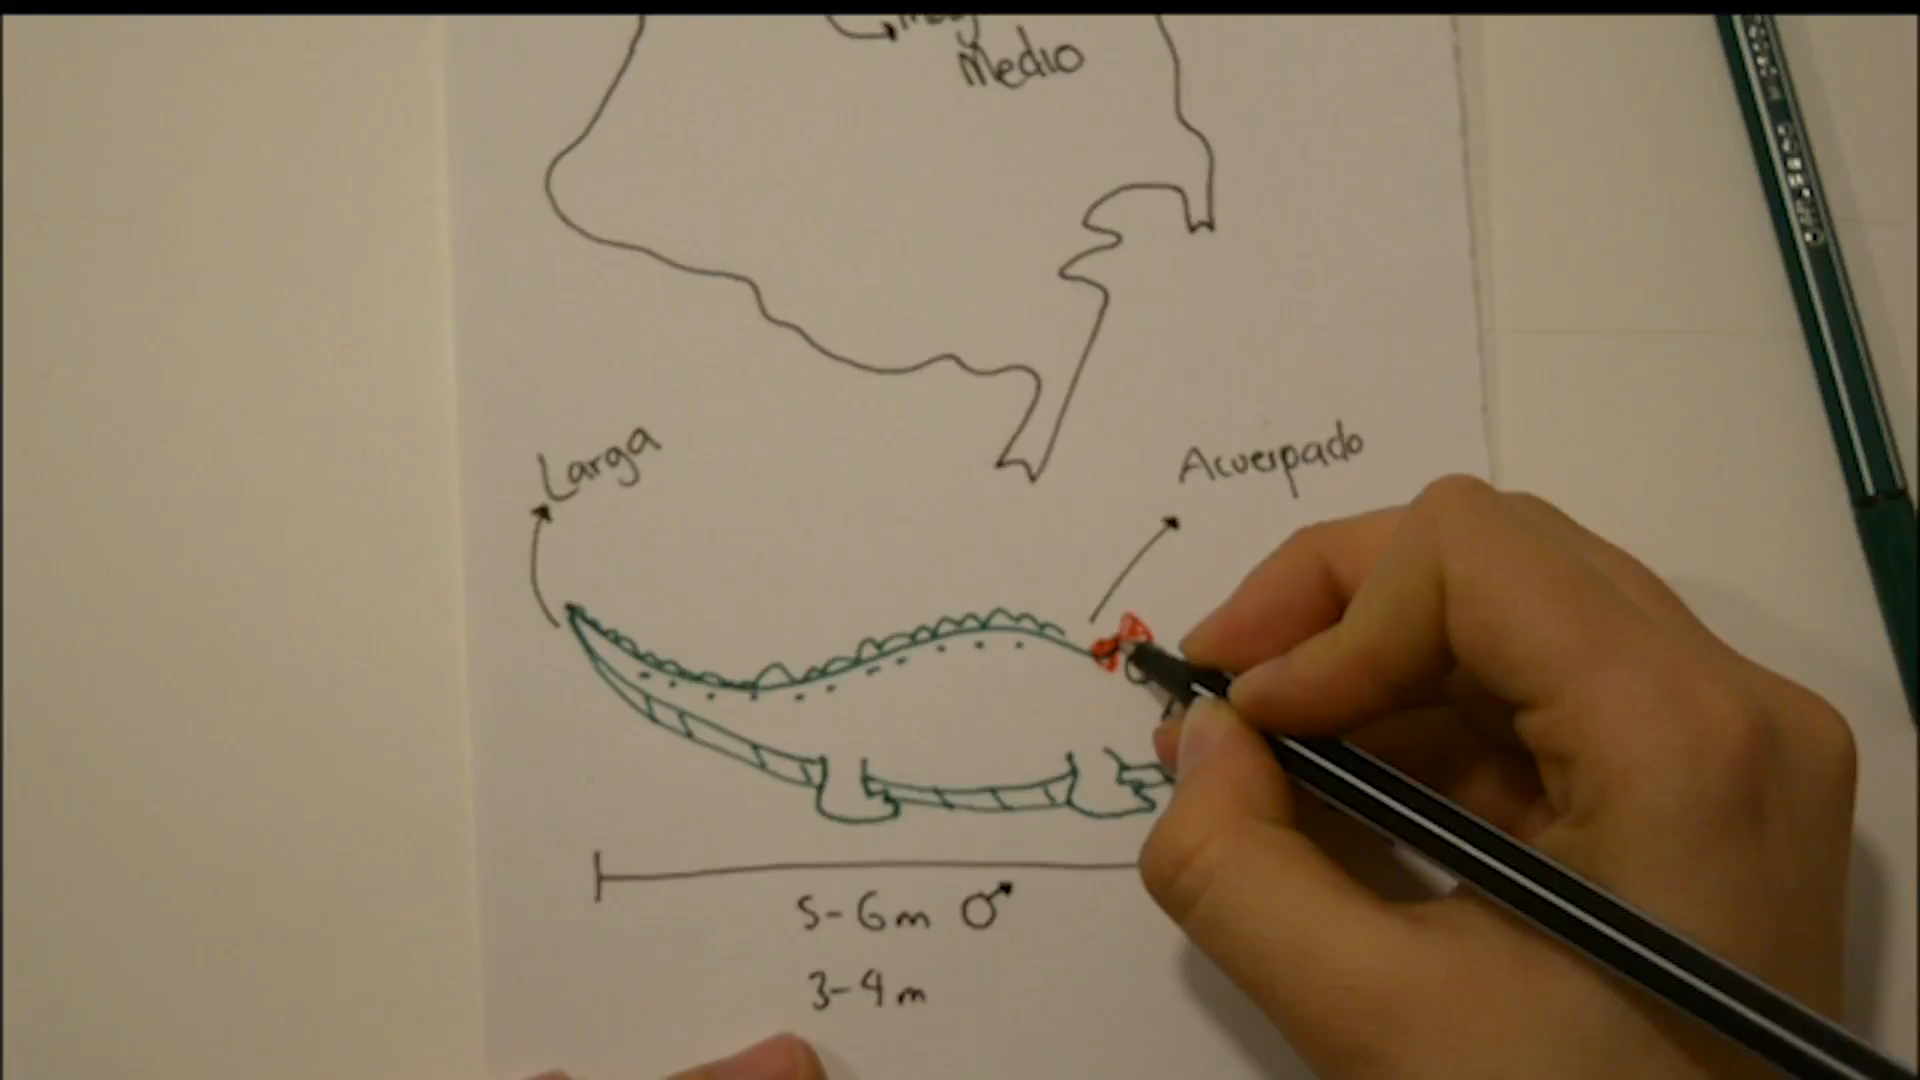 Medio
Larga
Acuerpado
5-6m ♂
3-4m